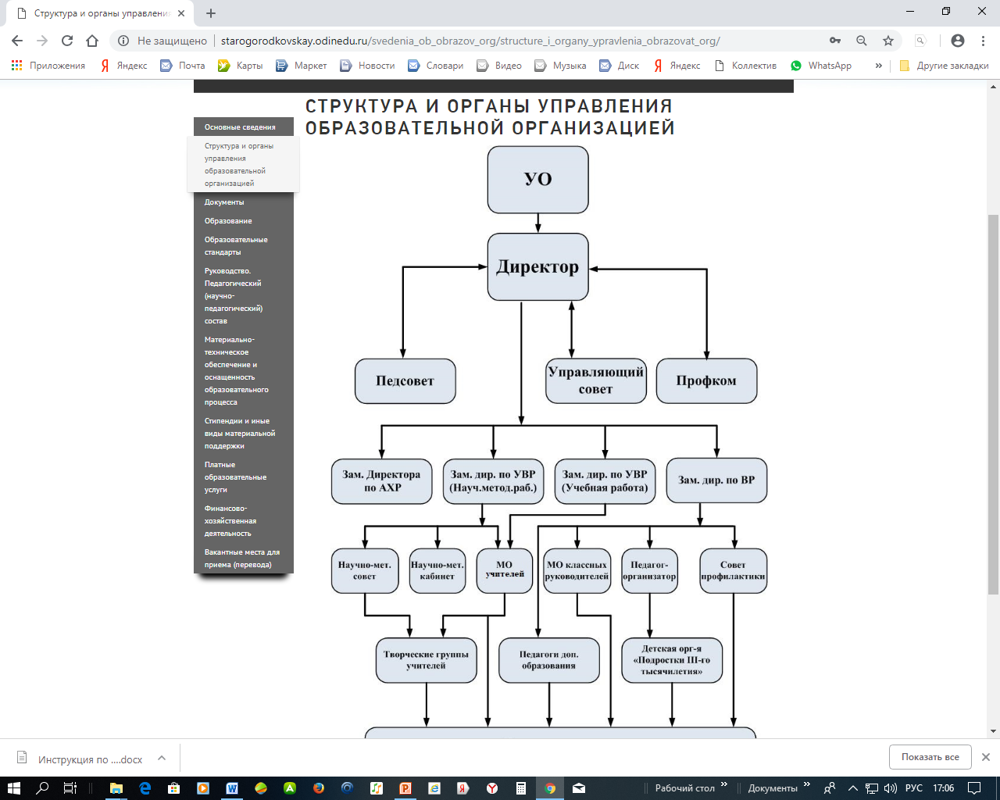 Структура и органы управлени
Не защищено
starogorodkovskay.odinedu.ru/svedenia_ob_obrazov_org/structure_i_organy_ypravlenia_obrazovat_org/
Приложения
Яндекс
Почта
Карты
Маркет
Новости
Словари
Видео
Музыка
Диск
Яндекс
Коллектив
WhatsApp
»
Другие закладки
СТРУКТУРА И ОРГАНЫ УПРАВЛЕНИЯ
ОБРАЗОВАТЕЛЬНОЙ ОРГАНИЗАЦИЕЙ
Основные сведения
Структура и органы
управления
образовательной
организацией
Документы
Образование
Образовательные
стандарты
Руководство.
Педагогический
(научно-
педагогический)
состав
Материально-
техническое
обеспечение и
оснащенность
образовательного
процесса
Стипендии и иные
виды материальной
поддержки
Платные
образовательные
услуги
Финансово-
хозяйственная
деятельность
Вакантные места для
приема (перевода)
УО
Директор
Педсовет
Управляющий
совет
Профком
Зам. Директора
по АХР
Зам. дир. по УВР
(Науч.метод.раб.)
Зам. дир. по УВР
(Учебная работа)
Зам. дир. по ВР
Научно-мет.
совет
Научно-мет.
кабинет
МО
учителей
МО классных
руководителей
Педагог-
организатор
Совет
профилактики
Творческие группы
учителей
Педагоги доп.
образования
Детская орг-я
«Подростки III-го
тысячилетия»
Инструкция по ....docx
Показать все
Рабочий стол »
Документы »
РУС
17:06